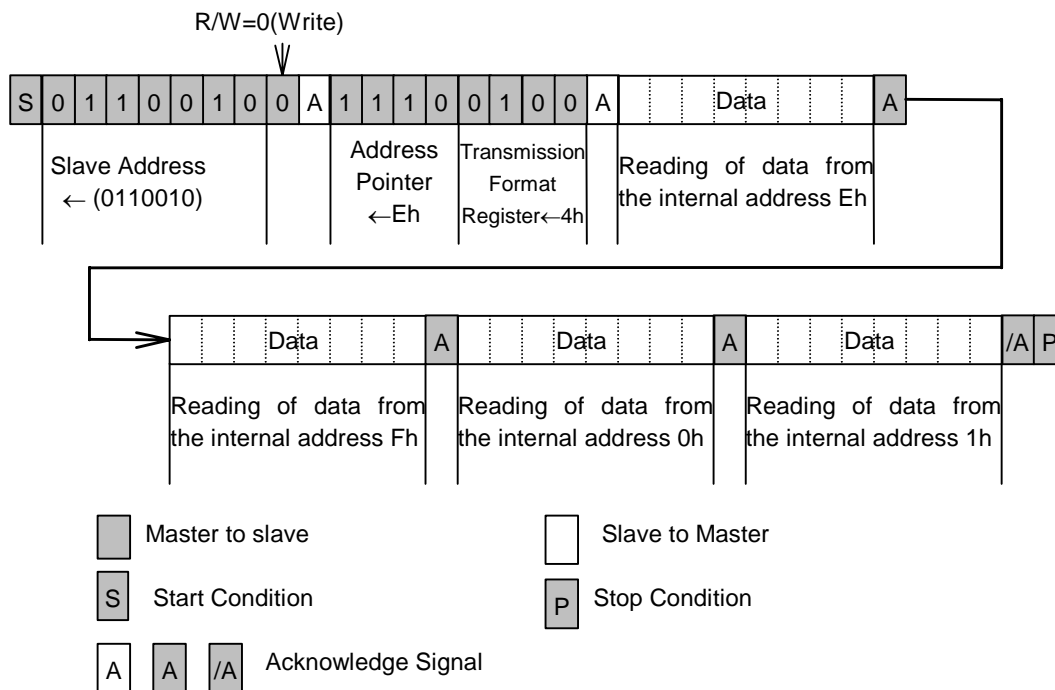 R/W=0(Write)
S 0 1 1 0 0 1 0 0 A 1 1 1 0 0 1 0 0 A Data A
Slave Address
← (0110010)
Address
Pointer
←Eh
Transmission
Format
Register←4h
Reading of data from
the internal address Eh
Data A Data A Data /A P
Reading of data from
the internal address Fh
Reading of data from
the internal address 0h
Reading of data from
the internal address 1h
Master to slave
Slave to Master
S Start Condition
P Stop Condition
A A /A Acknowledge Signal